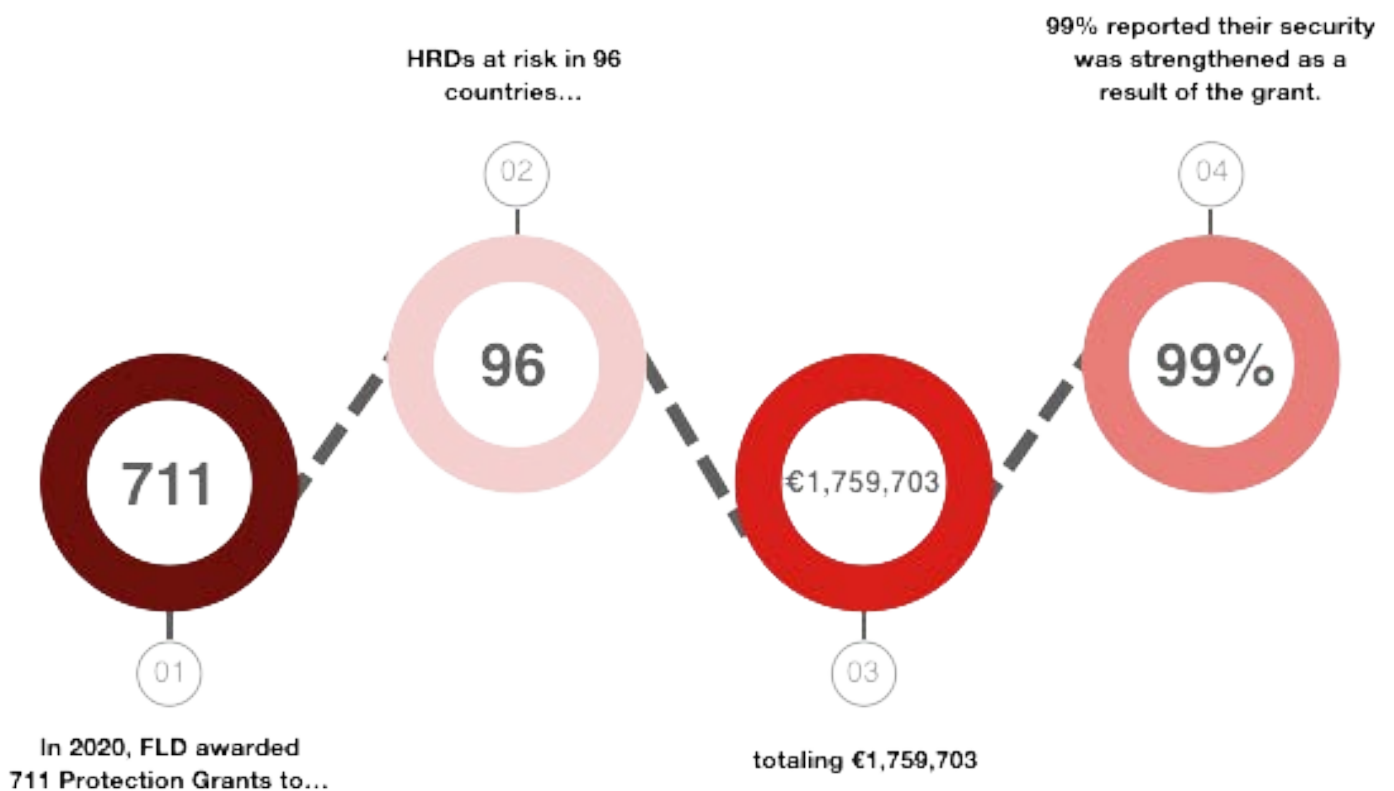 In 2020, FLD awarded
711 Protection Grants to...
01
711
HRDs at risk in 96
countries...
02
96
€1,759,703
03
totaling €1,759,703
99% reported their security
was strengthened as a
result of the grant.
04
99%